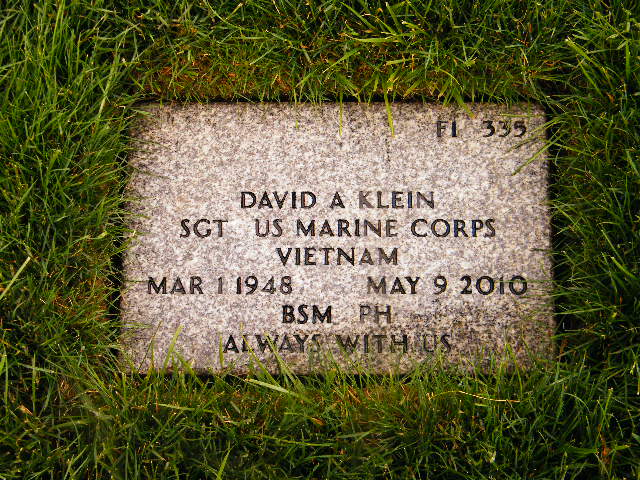 FI 335
DAVID A KLEIN
SGT US MARINE CORPS
VIETNAM
MAR 1 1948 MAY 9 2010
BSM PH
ALWAYS WITH US